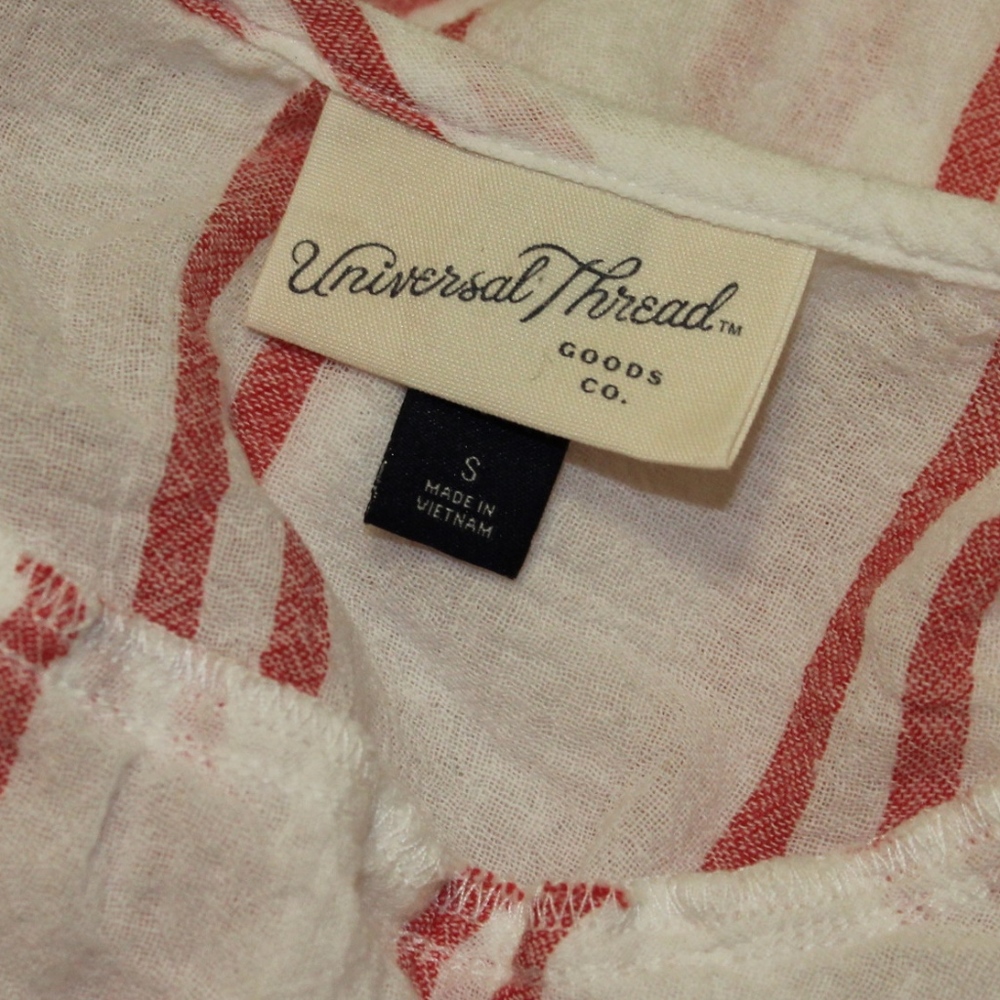 Universal Thread™
GOODS
CO.
S
MADE IN
VIETNAM